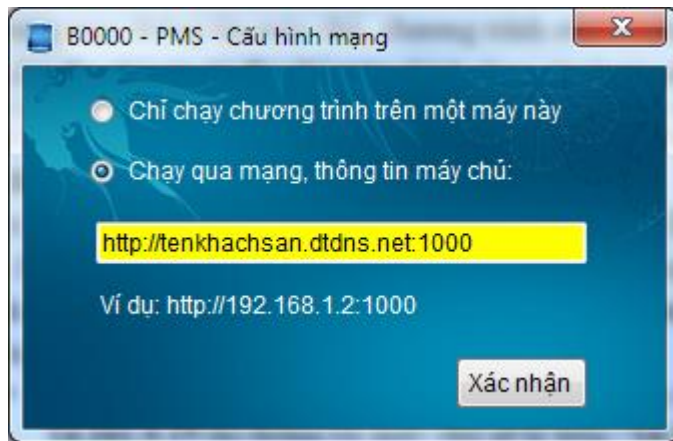 B0000 - PMS - Cấu hình mạng
Chỉ chạy chương trình trên một máy này
Chạy qua mạng, thông tin máy chủ:
http://tenkhachsan.dtdns.net:1000
Ví dụ: http://192.168.1.2:1000
Xác nhận